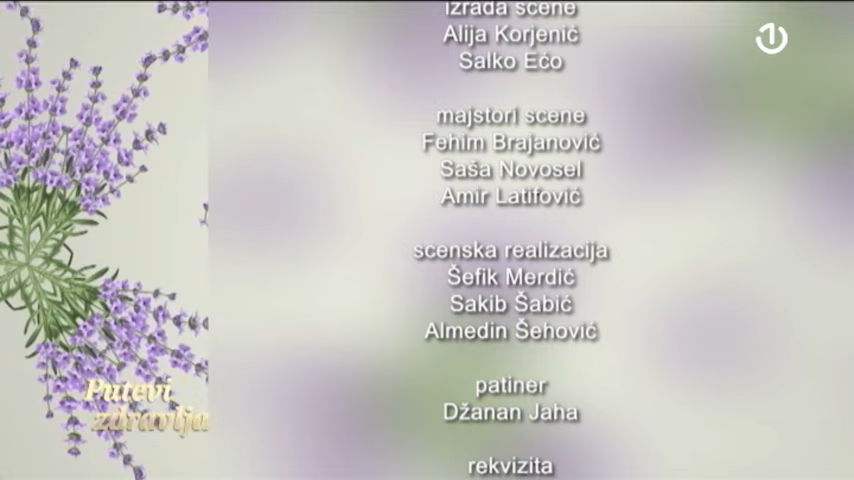 izrada scene
Alija Korjenić
Salko Ećo
majstori scene
Fehim Brajanović
Saša Novosel
Amir Latifović
scenska realizacija
Šefik Merdić
Sakib Šabić
Almedin Šehović
patiner
Džanan Jaha
rekvizita
Putevi
zdravlja
1